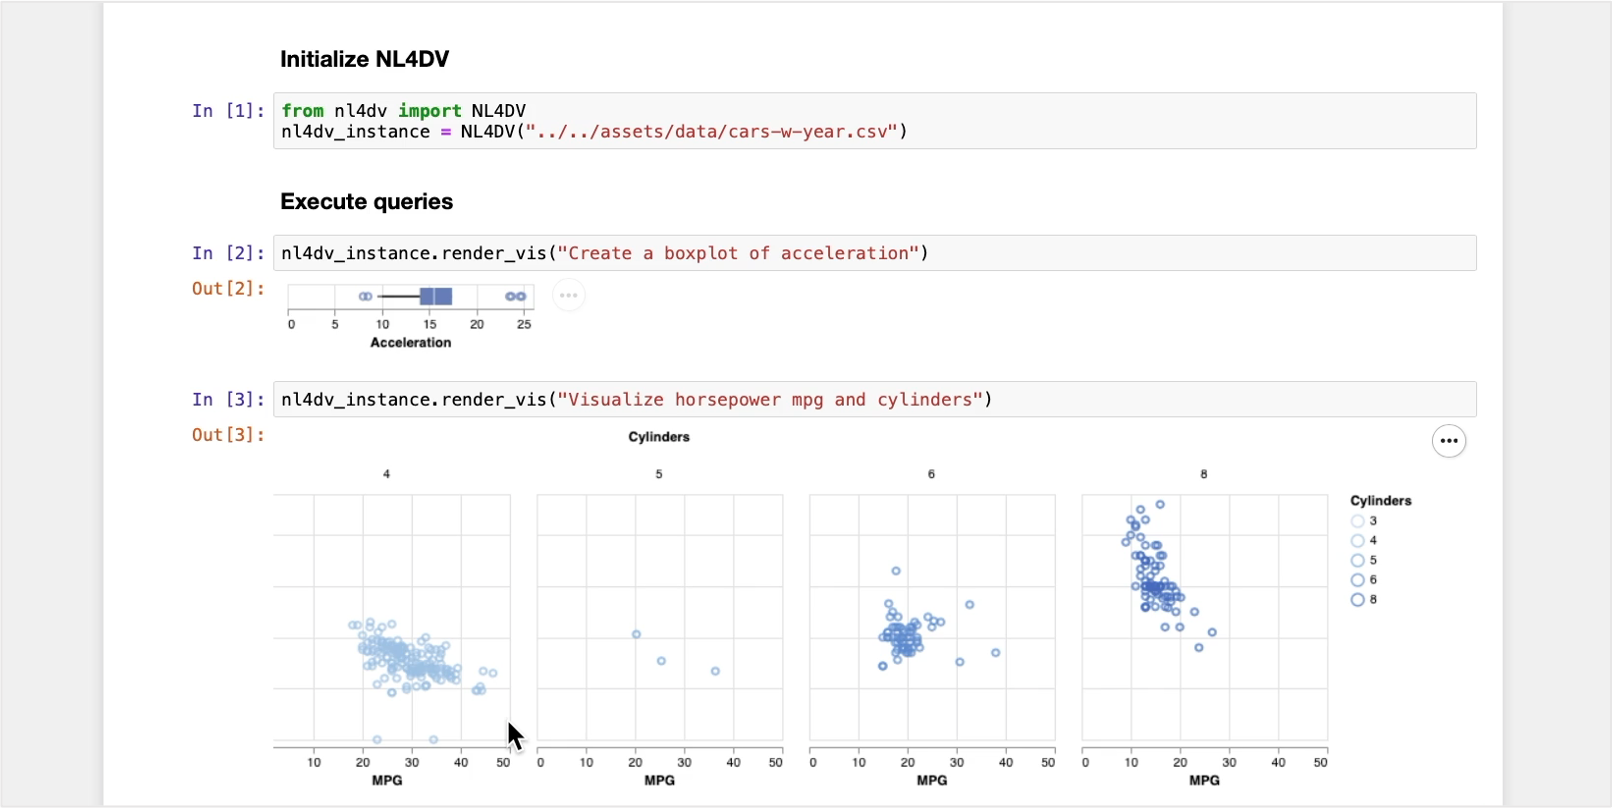 Initialize NL4DV
In [1]: from nl4dv import NL4DV
nl4dv_instance = NL4DV("../../assets/data/cars-w-year.csv")
Execute queries
In [2]: nl4dv_instance.render_vis("Create a boxplot of acceleration")
Out[2]:
0 5 10 15 20 25
Acceleration
In [3]: nl4dv_instance.render_vis("Visualize horsepower mpg and cylinders")
Out[3]:
Cylinders
4 5 6 8
Cylinders
3
4
5
6
8
10 20 30 40 50 0 10 20 30 40 50 0 10 20 30 40 50 0 10 20 30 40 50
MPG MPG MPG MPG